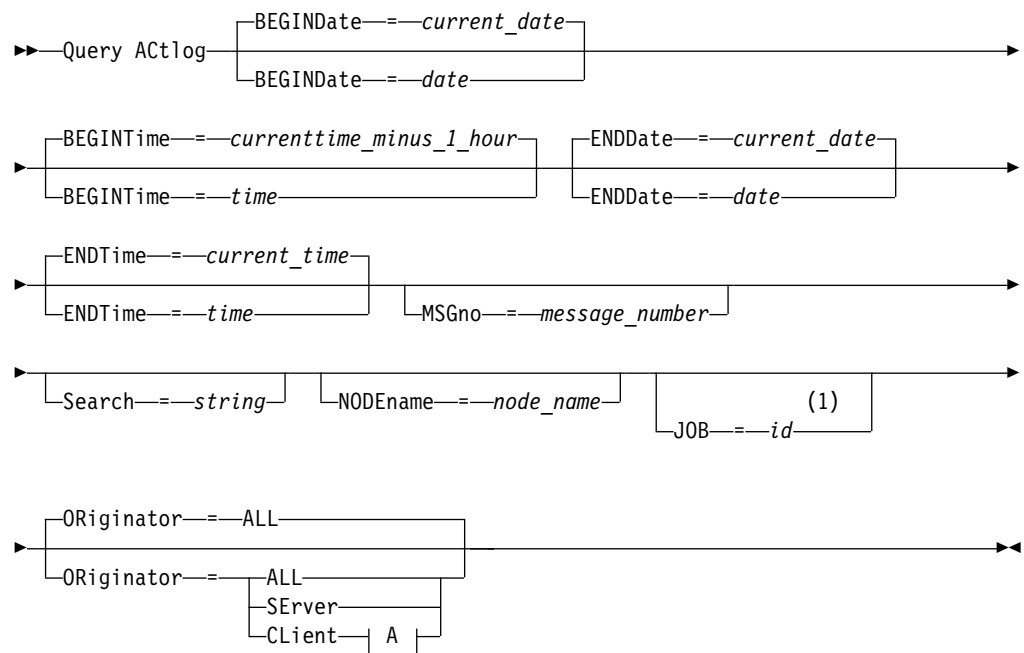 BEGINDate = current_date
Query ACtlog
BEGINDate = date
BEGINTime = currenttime_minus_1_hour ENDDate = current_date
BEGINTime = time ENDDate = date
ENDTime = current_time
ENDTime = time MSGno = message_number
Search = string NODEname = node_name (1)
JOB = id
ORiginator = ALL
ORiginator = ALL
SErver
CLient A